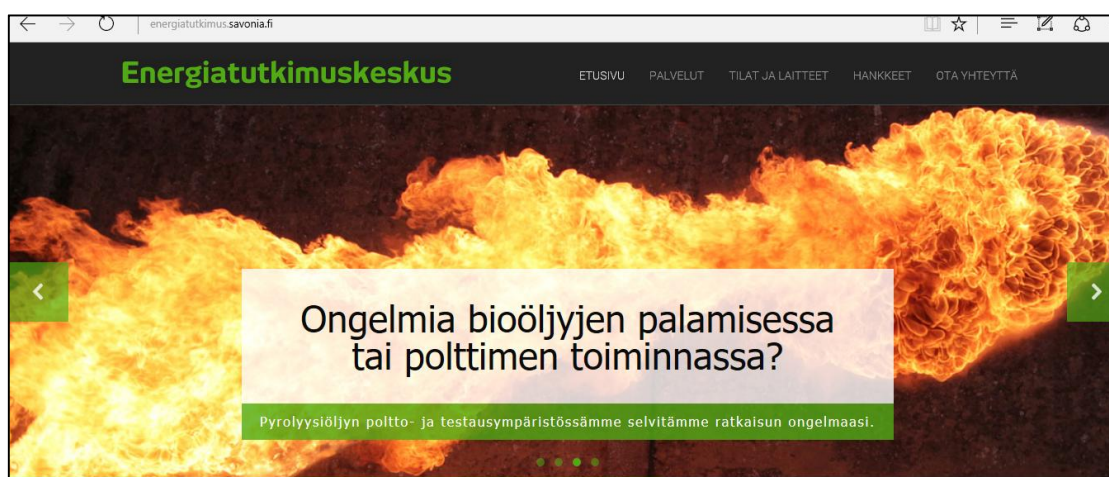 energiatutkimus.savonia.fi
Energiatutkimuskeskus
ETUSIVU PALVELUT TILAT JA LAITTEET HANKKEET OTA YHTEYTTÄ
Ongelmia bioöljyjen palamisessa
tai polttimen toiminnassa?
Pyrolyysiöljyn poltto- ja testausympäristössämme selvitämme ratkaisun ongelmaasi.